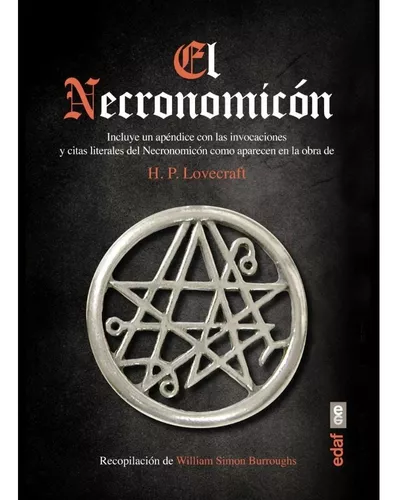 El
Necronomicón
Incluye un apéndice con las invocaciones
y citas literales del Necronomicón como aparecen en la obra de
H. P. Lovecraft
Recopilación de William Simon Burroughs
edaf